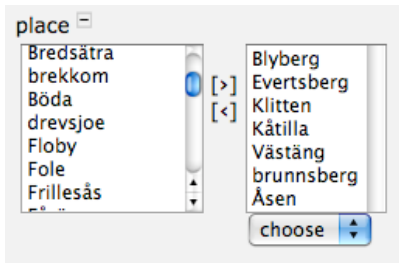 place
Bredsätra
brekkom
Böda
drevsjoe
Floby
Fole
Frillesås
[>]
[<]
Blyberg
Evertsberg
Klitten
Kåtilla
Västäng
brunnsberg
Åsen
choose